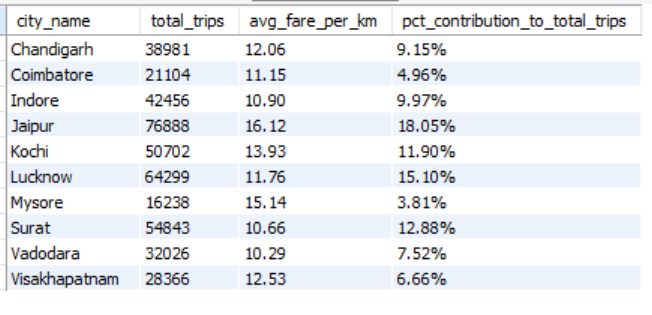 city_name total_trips avg_fare_per_km pct_contribution_to_total_trips
Chandigarh 38981 12.06 9.15%
Coimbatore 21104 11.15 4.96%
Indore 42456 10.90 9.97%
Jaipur 76888 16.12 18.05%
Kochi 50702 13.93 11.90%
Lucknow 64299 11.76 15.10%
Mysore 16238 15.14 3.81%
Surat 54843 10.66 12.88%
Vadodara 32026 10.29 7.52%
Visakhapatnam 28366 12.53 6.66%